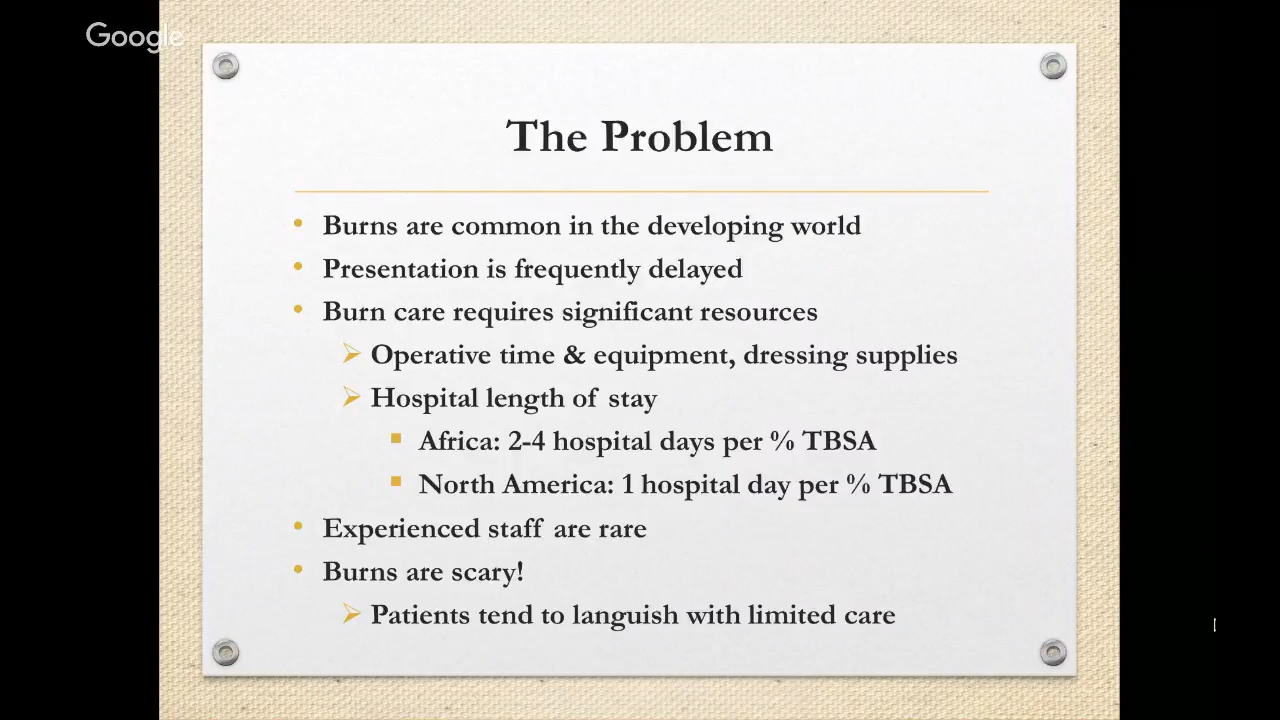 Google
The Problem
Burns are common in the developing world
Presentation is frequently delayed
Burn care requires significant resources
Operative time & equipment, dressing supplies
Hospital length of stay
Africa: 2-4 hospital days per % TBSA
North America: 1 hospital day per % TBSA
Experienced staff are rare
Burns are scary!
Patients tend to languish with limited care